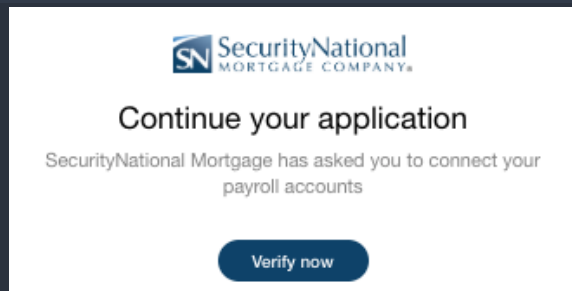 SN SecurityNational
MORTGAGE COMPANY®
Continue your application
SecurityNational Mortgage has asked you to connect your
payroll accounts
Verify now